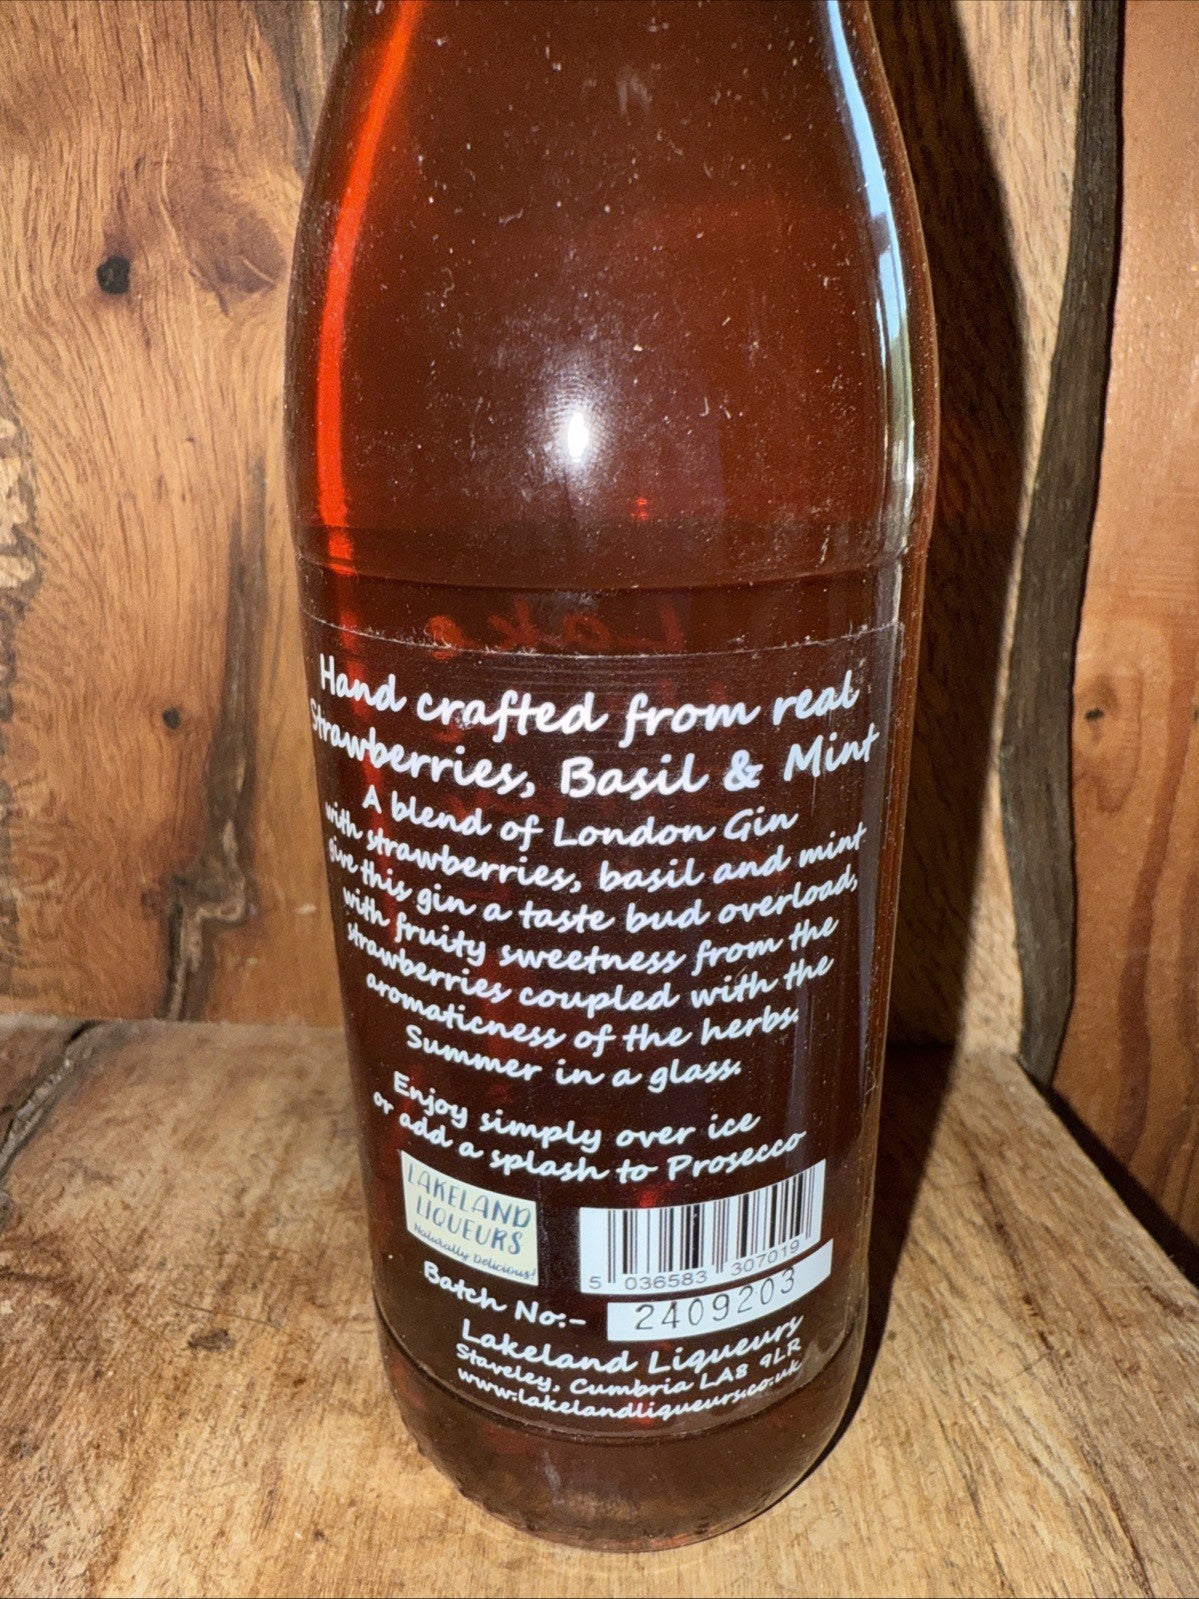 Lake
Hand crafted from real
Strawberries, Basil & Mint
A blend of London Gin
with strawberries, basil and mint
give this gin a taste bud overload,
with fruity sweetness from the
strawberries coupled with the
aromaticness of the herbs.
Summer in a glass.
Enjoy simply over ice
or add a splash to Prosecco
LAKELAND
LIQUEURS
Naturally Delicious!
5 036583 307019
Batch No:- 2409203
Lakeland Liqueurs
Staveley, Cumbria LA8 9LR
www.lakelandliqueurs.co.uk